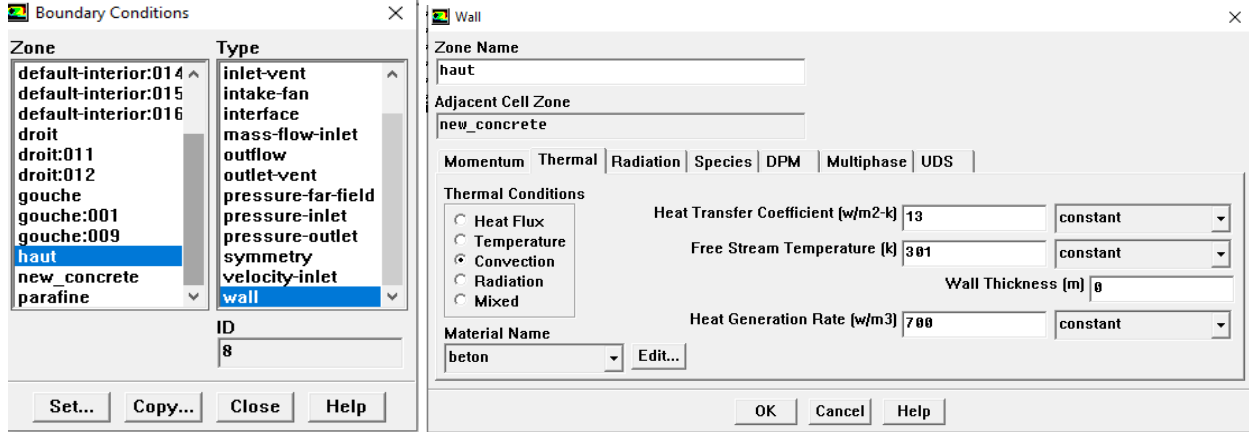 Boundary Conditions
Zone
default-interior:014
default-interior:015
default-interior:016
droit
droit:011
droit:012
gouche
gouche:001
gouche:009
haut
new_concrete
parafine
Type
inlet-vent
intake-fan
interface
mass-flow-inlet
outflow
outlet-vent
pressure-far-field
pressure-inlet
pressure-outlet
symmetry
velocity-inlet
wall
ID
8
Set... Copy... Close Help
Wall
Zone Name
haut
Adjacent Cell Zone
new_concrete
Momentum Thermal Radiation Species DPM Multiphase UDS
Thermal Conditions
Heat Flux
Temperature
Convection
Radiation
Mixed
Material Name
beton Edit...
Heat Transfer Coefficient (w/m2-k) 13 constant
Free Stream Temperature (k) 301 constant
Wall Thickness (m) 0
Heat Generation Rate (w/m3) 700 constant
OK Cancel Help